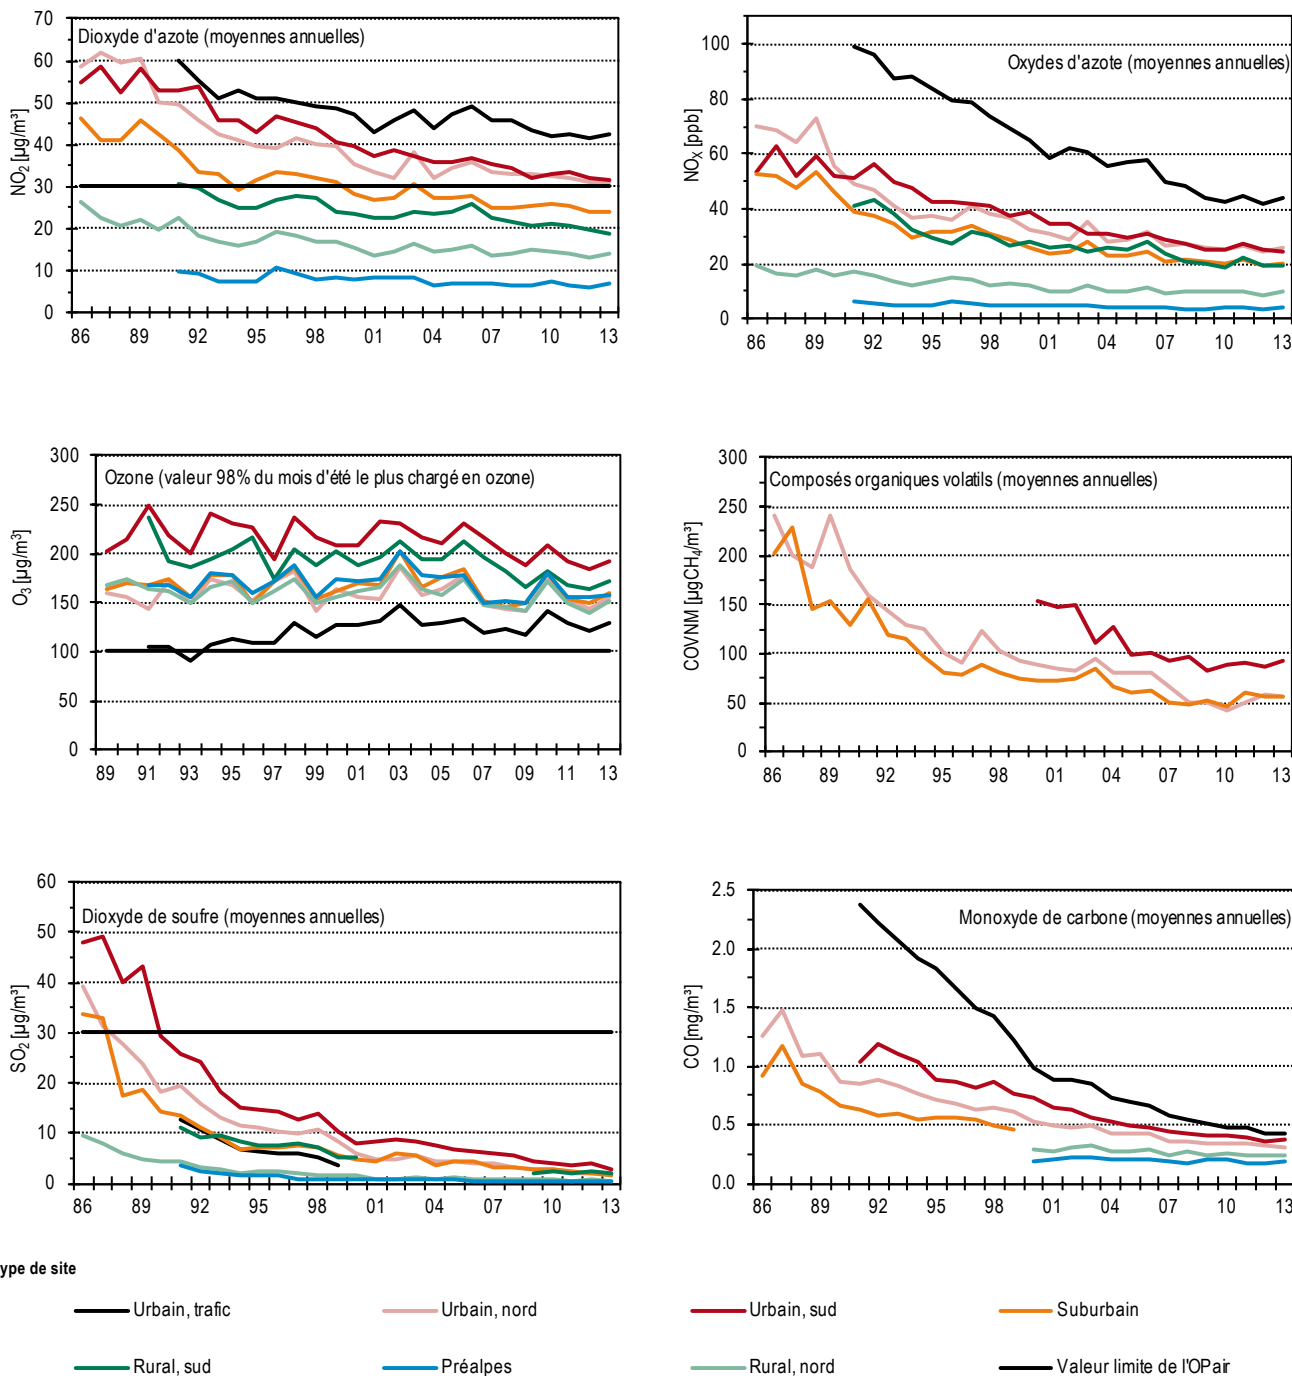 Dioxyde d'azote (moyennes annuelles)
NO2 [µg/m³]
70
60
50
40
30
20
10
0
86 89 92 95 98 01 04 07 10 13
Oxydes d'azote (moyennes annuelles)
NOX [ppb]
100
80
60
40
20
0
86 89 92 95 98 01 04 07 10 13
Ozone (valeur 98% du mois d'été le plus chargé en ozone)
O3 [µg/m³]
300
250
200
150
100
50
0
89 91 93 95 97 99 01 03 05 07 09 11 13
Composés organiques volatils (moyennes annuelles)
COVNM [µgCH4/m³]
300
250
200
150
100
50
0
86 89 92 95 98 01 04 07 10 13
Dioxyde de soufre (moyennes annuelles)
SO2 [µg/m³]
60
50
40
30
20
10
0
86 89 92 95 98 01 04 07 10 13
Monoxyde de carbone (moyennes annuelles)
CO [mg/m³]
2.5
2.0
1.5
1.0
0.5
0.0
86 89 92 95 98 01 04 07 10 13
ype de site
Urbain, trafic
Urbain, nord
Urbain, sud
Suburbain
Rural, sud
Préalpes
Rural, nord
Valeur limite de l'OPair